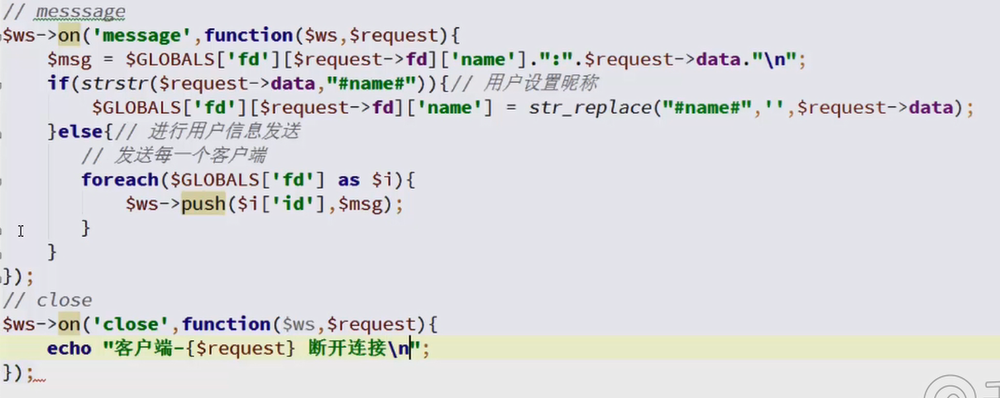 // messsage
$ws->on('message',function($ws,$request){
    $msg = $GLOBALS['fd'][$request->fd]['name'].":".$request->data."\n";
    if(strstr($request->data,"#name#")){// 用户设置昵称
        $GLOBALS['fd'][$request->fd]['name'] = str_replace("#name#",'',$request->data);
    }else{// 进行用户信息发送
       // 发送每一个客户端
       foreach($GLOBALS['fd'] as $i){
           $ws->push($i['id'],$msg);
       }
    }
});
// close
$ws->on('close',function($ws,$request){
    echo "客户端-{$request} 断开连接\n";
});